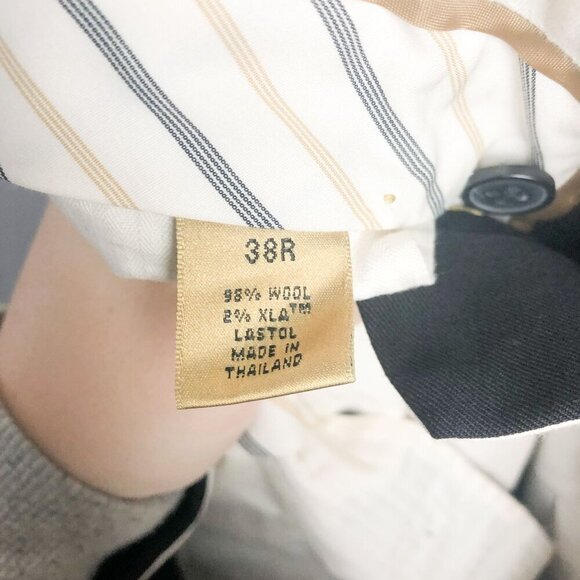 38R
98% WOOL
2% XLA™
LASTOL
MADE IN
THAILAND